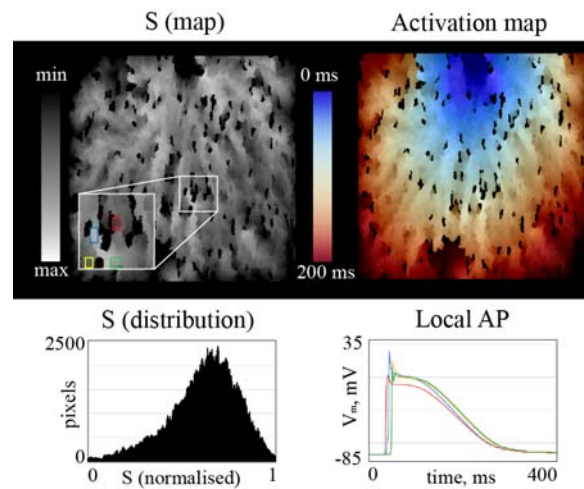 S (map)
Activation map
min
0 ms
max
200 ms
S (distribution)
Local AP
2500
35
pixels
Vm, mV
-85
0
1
0
400
S (normalised)
time, ms